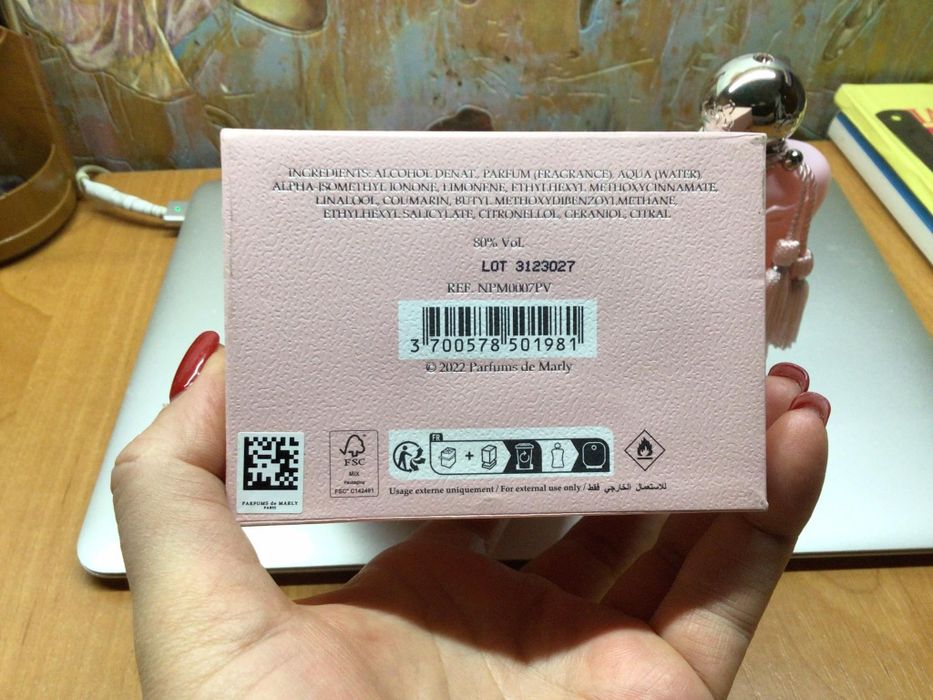 INGREDIENTS: ALCOHOL DENAT., PARFUM (FRAGRANCE), AQUA (WATER),
ALPHA-ISOMETHYL IONONE, LIMONENE, ETHYLHEXYL METHOXYCINNAMATE,
LINALOOL, COUMARIN, BUTYL METHOXYDIBENZOYLMETHANE,
ETHYLHEXYL SALICYLATE, CITRONELLOL, GERANIOL, CITRAL
80% Vol.
LOT 3123027
REF. NPM0007PV
3 700578 501981
© 2022 Parfums de Marly
PARFUMS de MARLY
PARIS
FSC
MIX
Packaging
FSC® C142481
FR
Usage externe uniquement / For external use only / للاستعمال الخارجي فقط